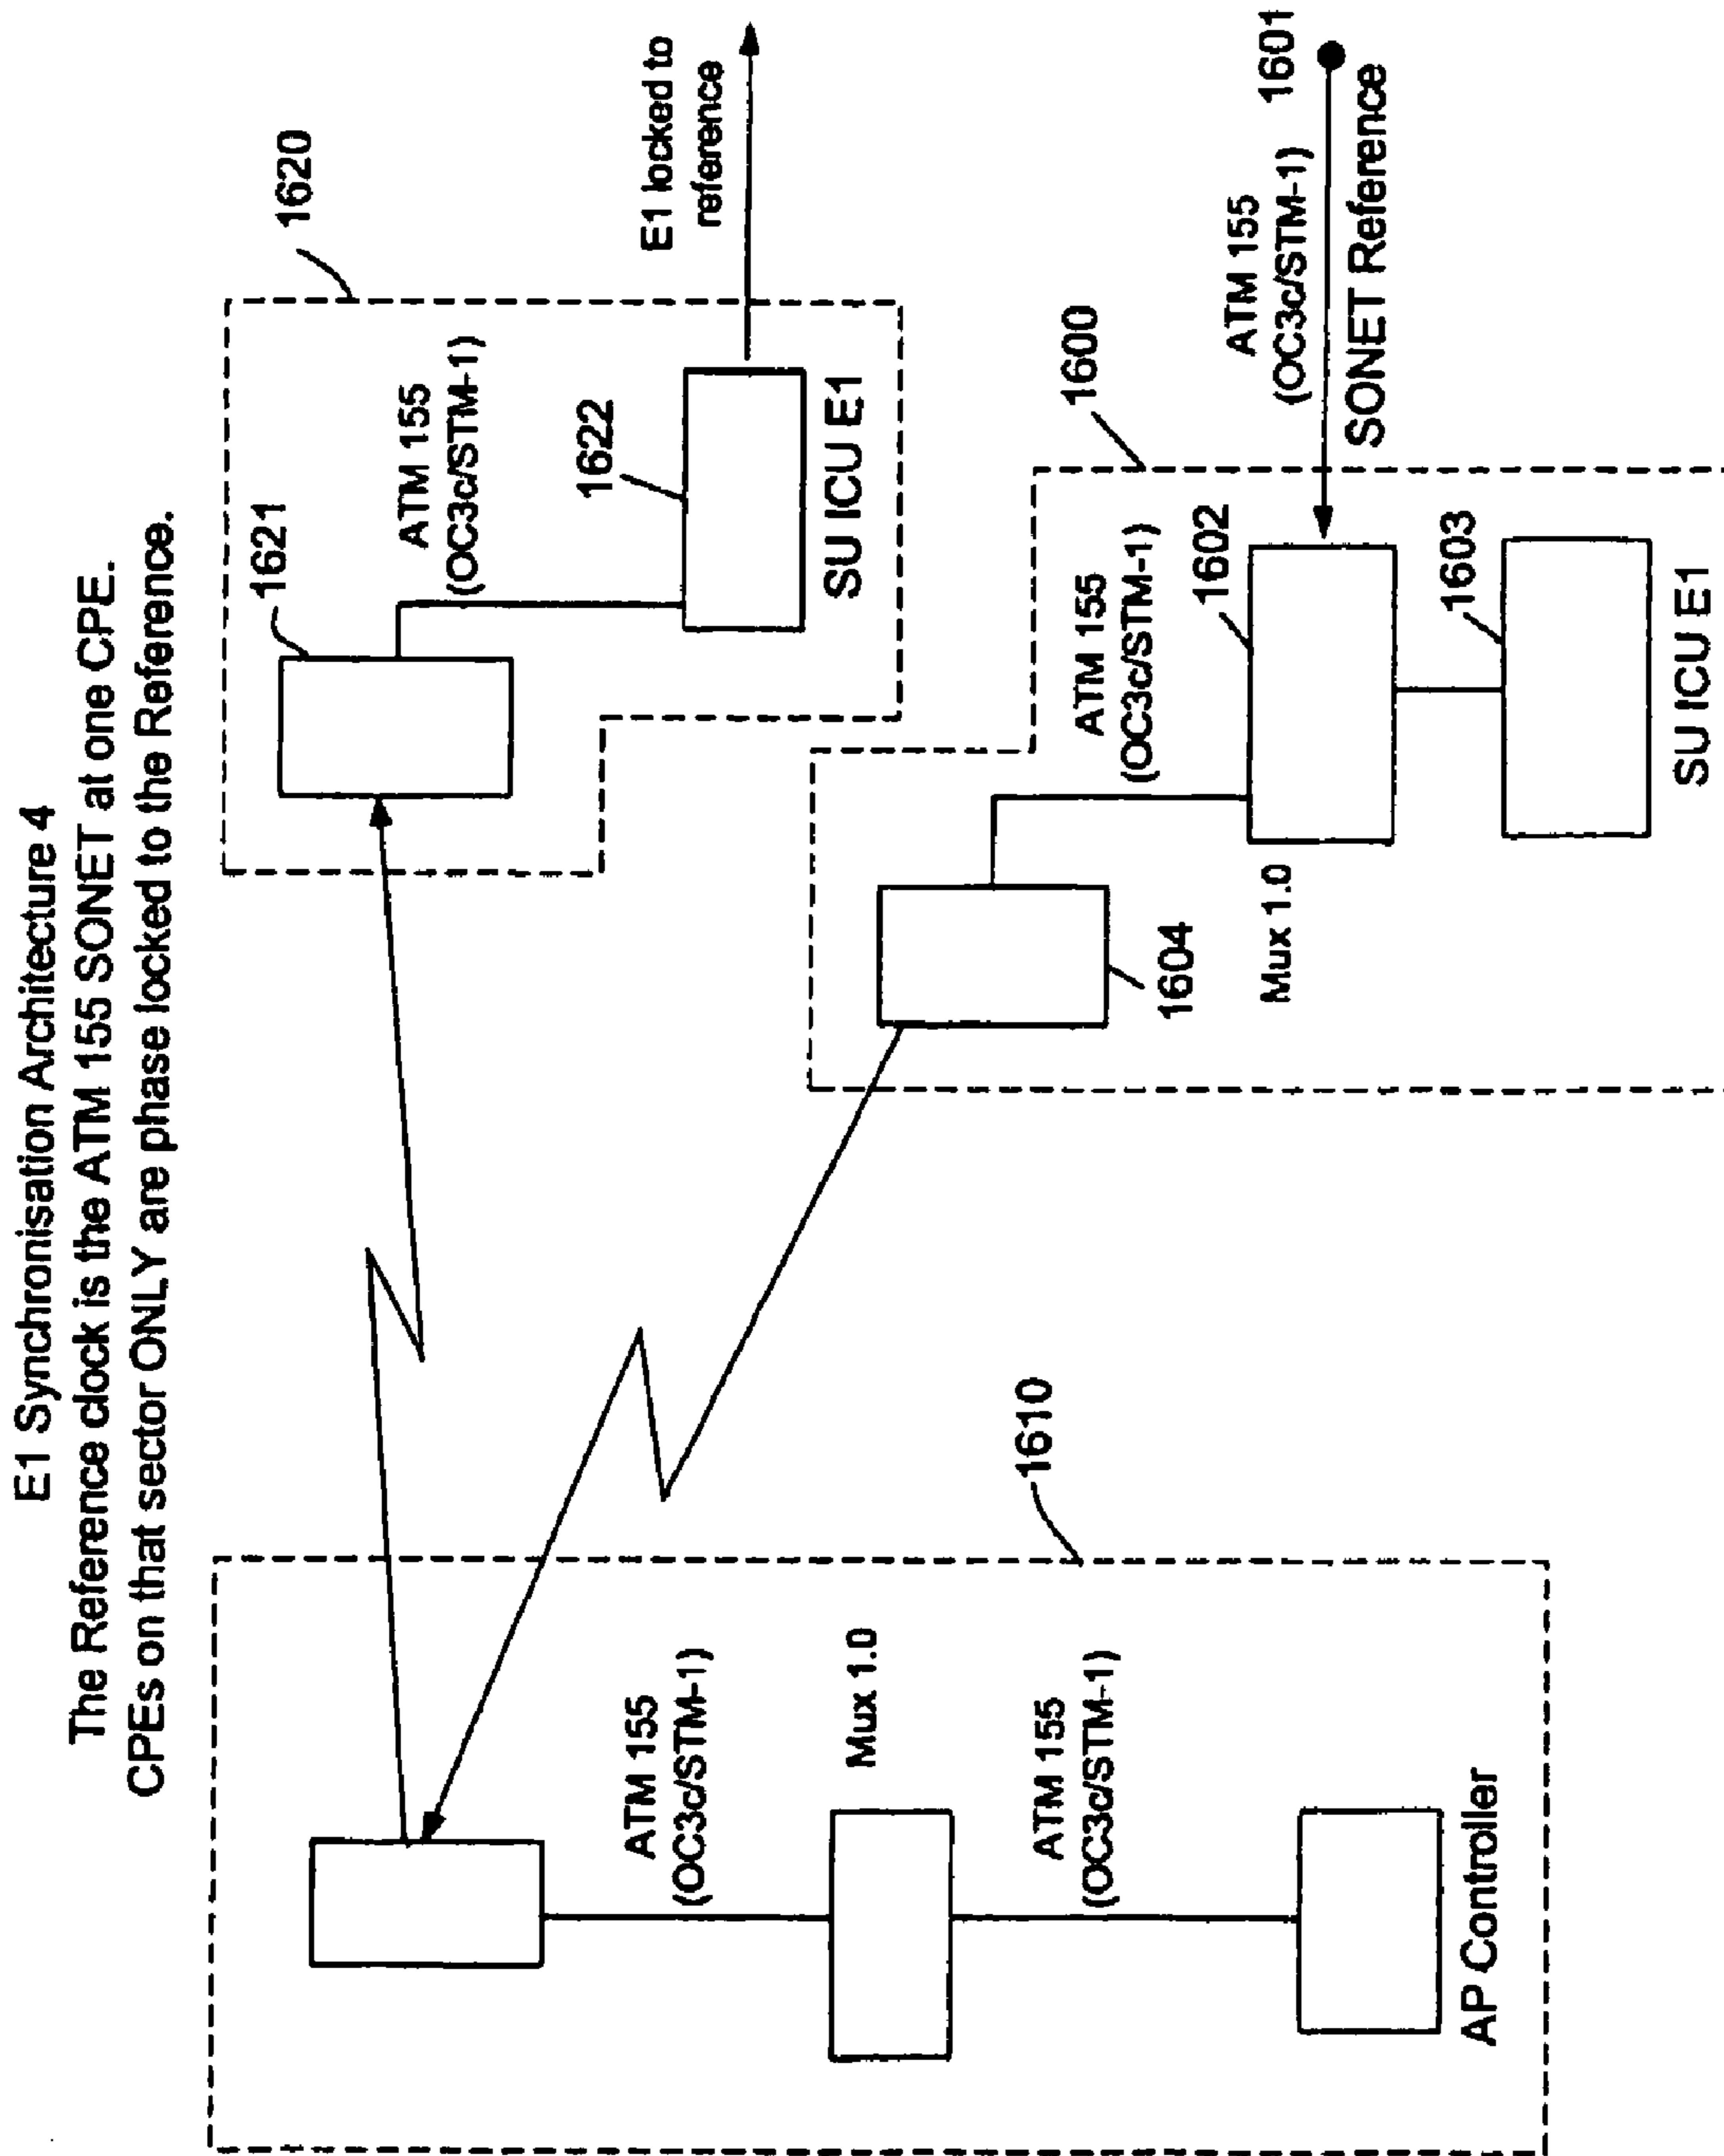 E1 Synchronisation Architecture 4
The Reference clock is the ATM 155 SONET at one CPE.
CPEs on that sector ONLY are phase locked to the Reference.
1610
ATM 155
(OC3c/STM-1)
Mux 1.0
ATM 155
(OC3c/STM-1)
AP Controller
1620
1621
ATM 155
(OC3c/STM-1)
1622
SU ICU E1
E1 locked to
reference
1600
1604
ATM 155
(OC3c/STM-1)
Mux 1.0
1602
1603
SU ICU E1
ATM 155
(OC3c/STM-1)
1601
SONET Reference